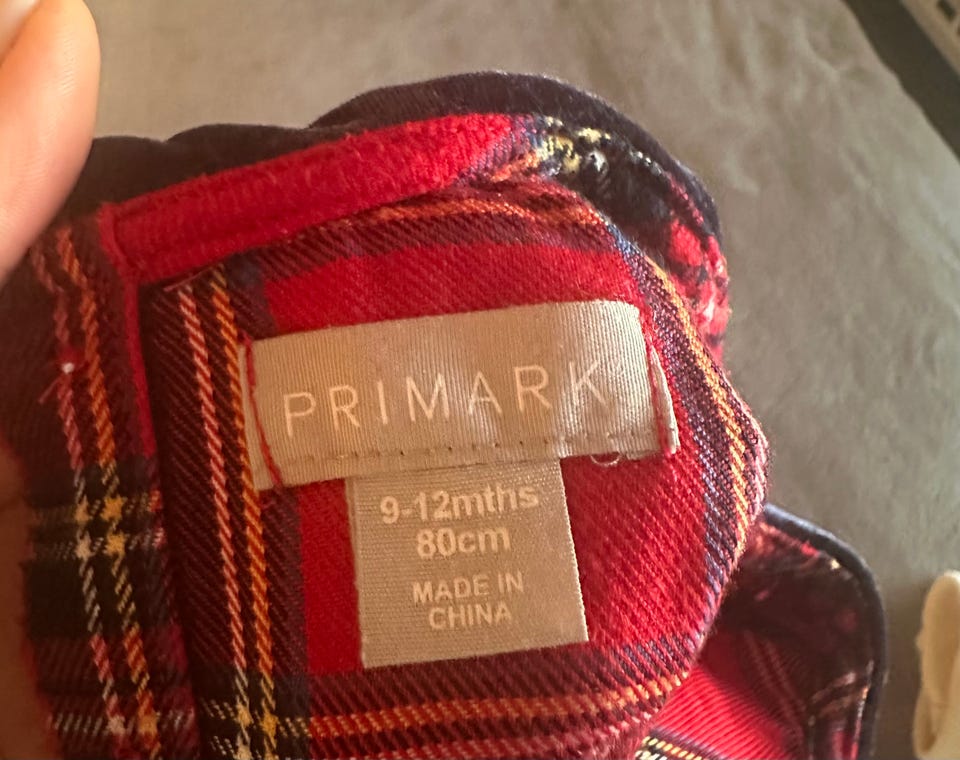 PRIMARK
9-12mths
80cm
MADE IN
CHINA